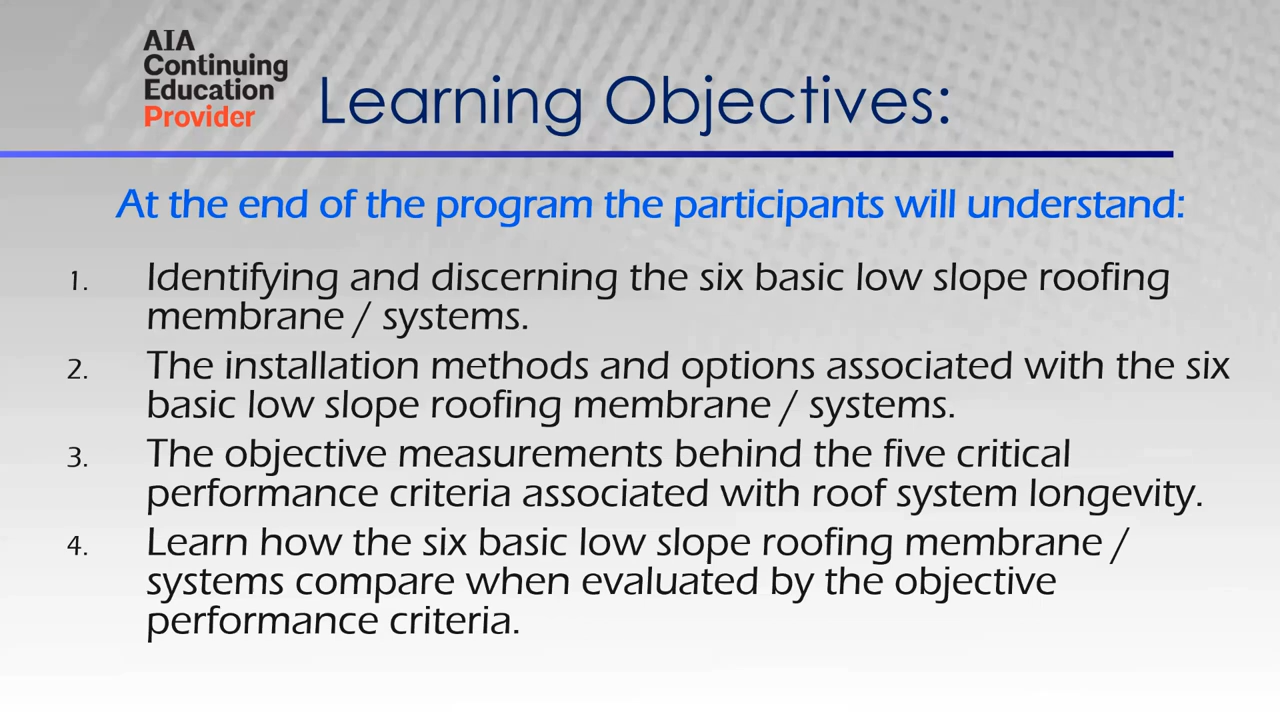 AIA
Continuing
Education
Provider
Learning Objectives:
At the end of the program the participants will understand:
1. Identifying and discerning the six basic low slope roofing
membrane / systems.
2. The installation methods and options associated with the six
basic low slope roofing membrane / systems.
3. The objective measurements behind the five critical
performance criteria associated with roof system longevity.
4. Learn how the six basic low slope roofing membrane /
systems compare when evaluated by the objective
performance criteria.